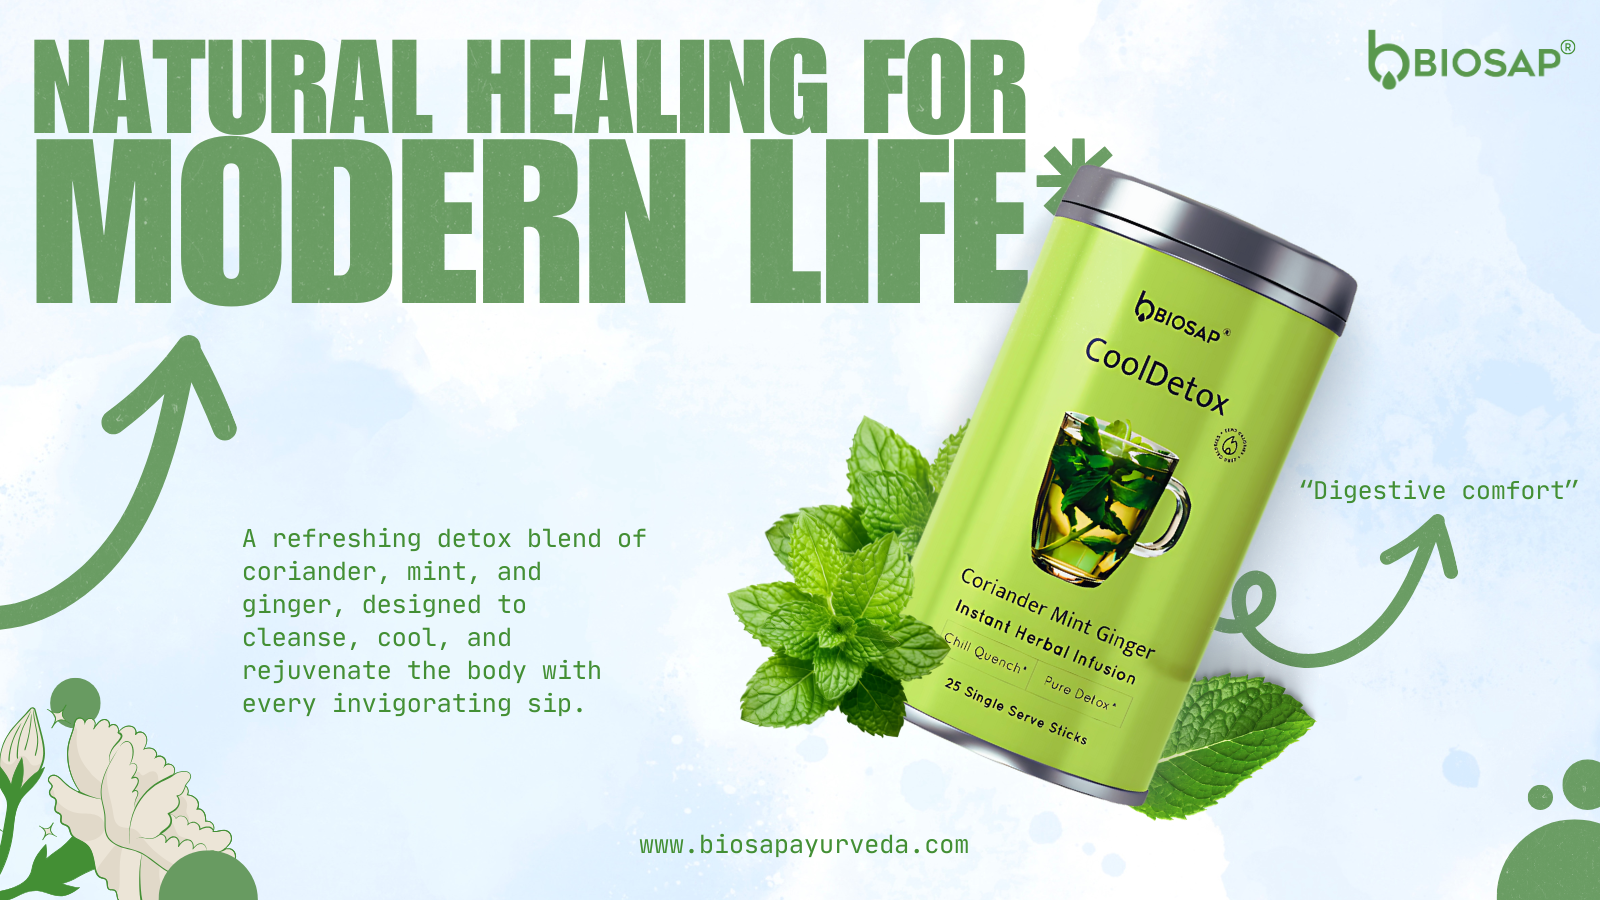 NATURAL HEALING FOR
MODERN LIFE*
BIOSAP®
BIOSAP®
CoolDetox
Coriander Mint Ginger
Instant Herbal Infusion
Chill Quench* Pure Detox*
25 Single Serve Sticks
“Digestive comfort”
A refreshing detox blend of
coriander, mint, and
ginger, designed to
cleanse, cool, and
rejuvenate the body with
every invigorating sip.
www.biosapayurveda.com